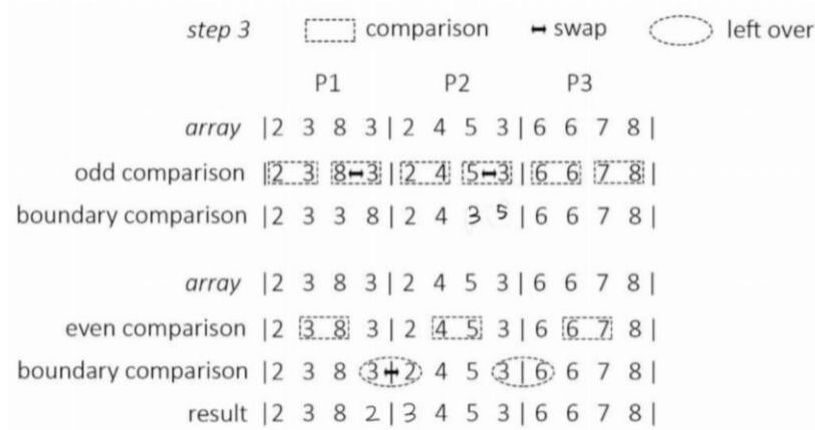 step 3 comparison swap left over
P1 P2 P3
array |2 3 8 3|2 4 5 3|6 6 7 8|
odd comparison |2 3 8 3|2 4 5 3|6 6 7 8|
boundary comparison |2 3 3 8|2 4 3 5|6 6 7 8|
array |2 3 8 3|2 4 5 3|6 6 7 8|
even comparison |2 3 8 3|2 4 5 3|6 6 7 8|
boundary comparison |2 3 8 3|2 4 5 3|6 6 7 8|
result |2 3 8 2|3 4 5 3|6 6 7 8|